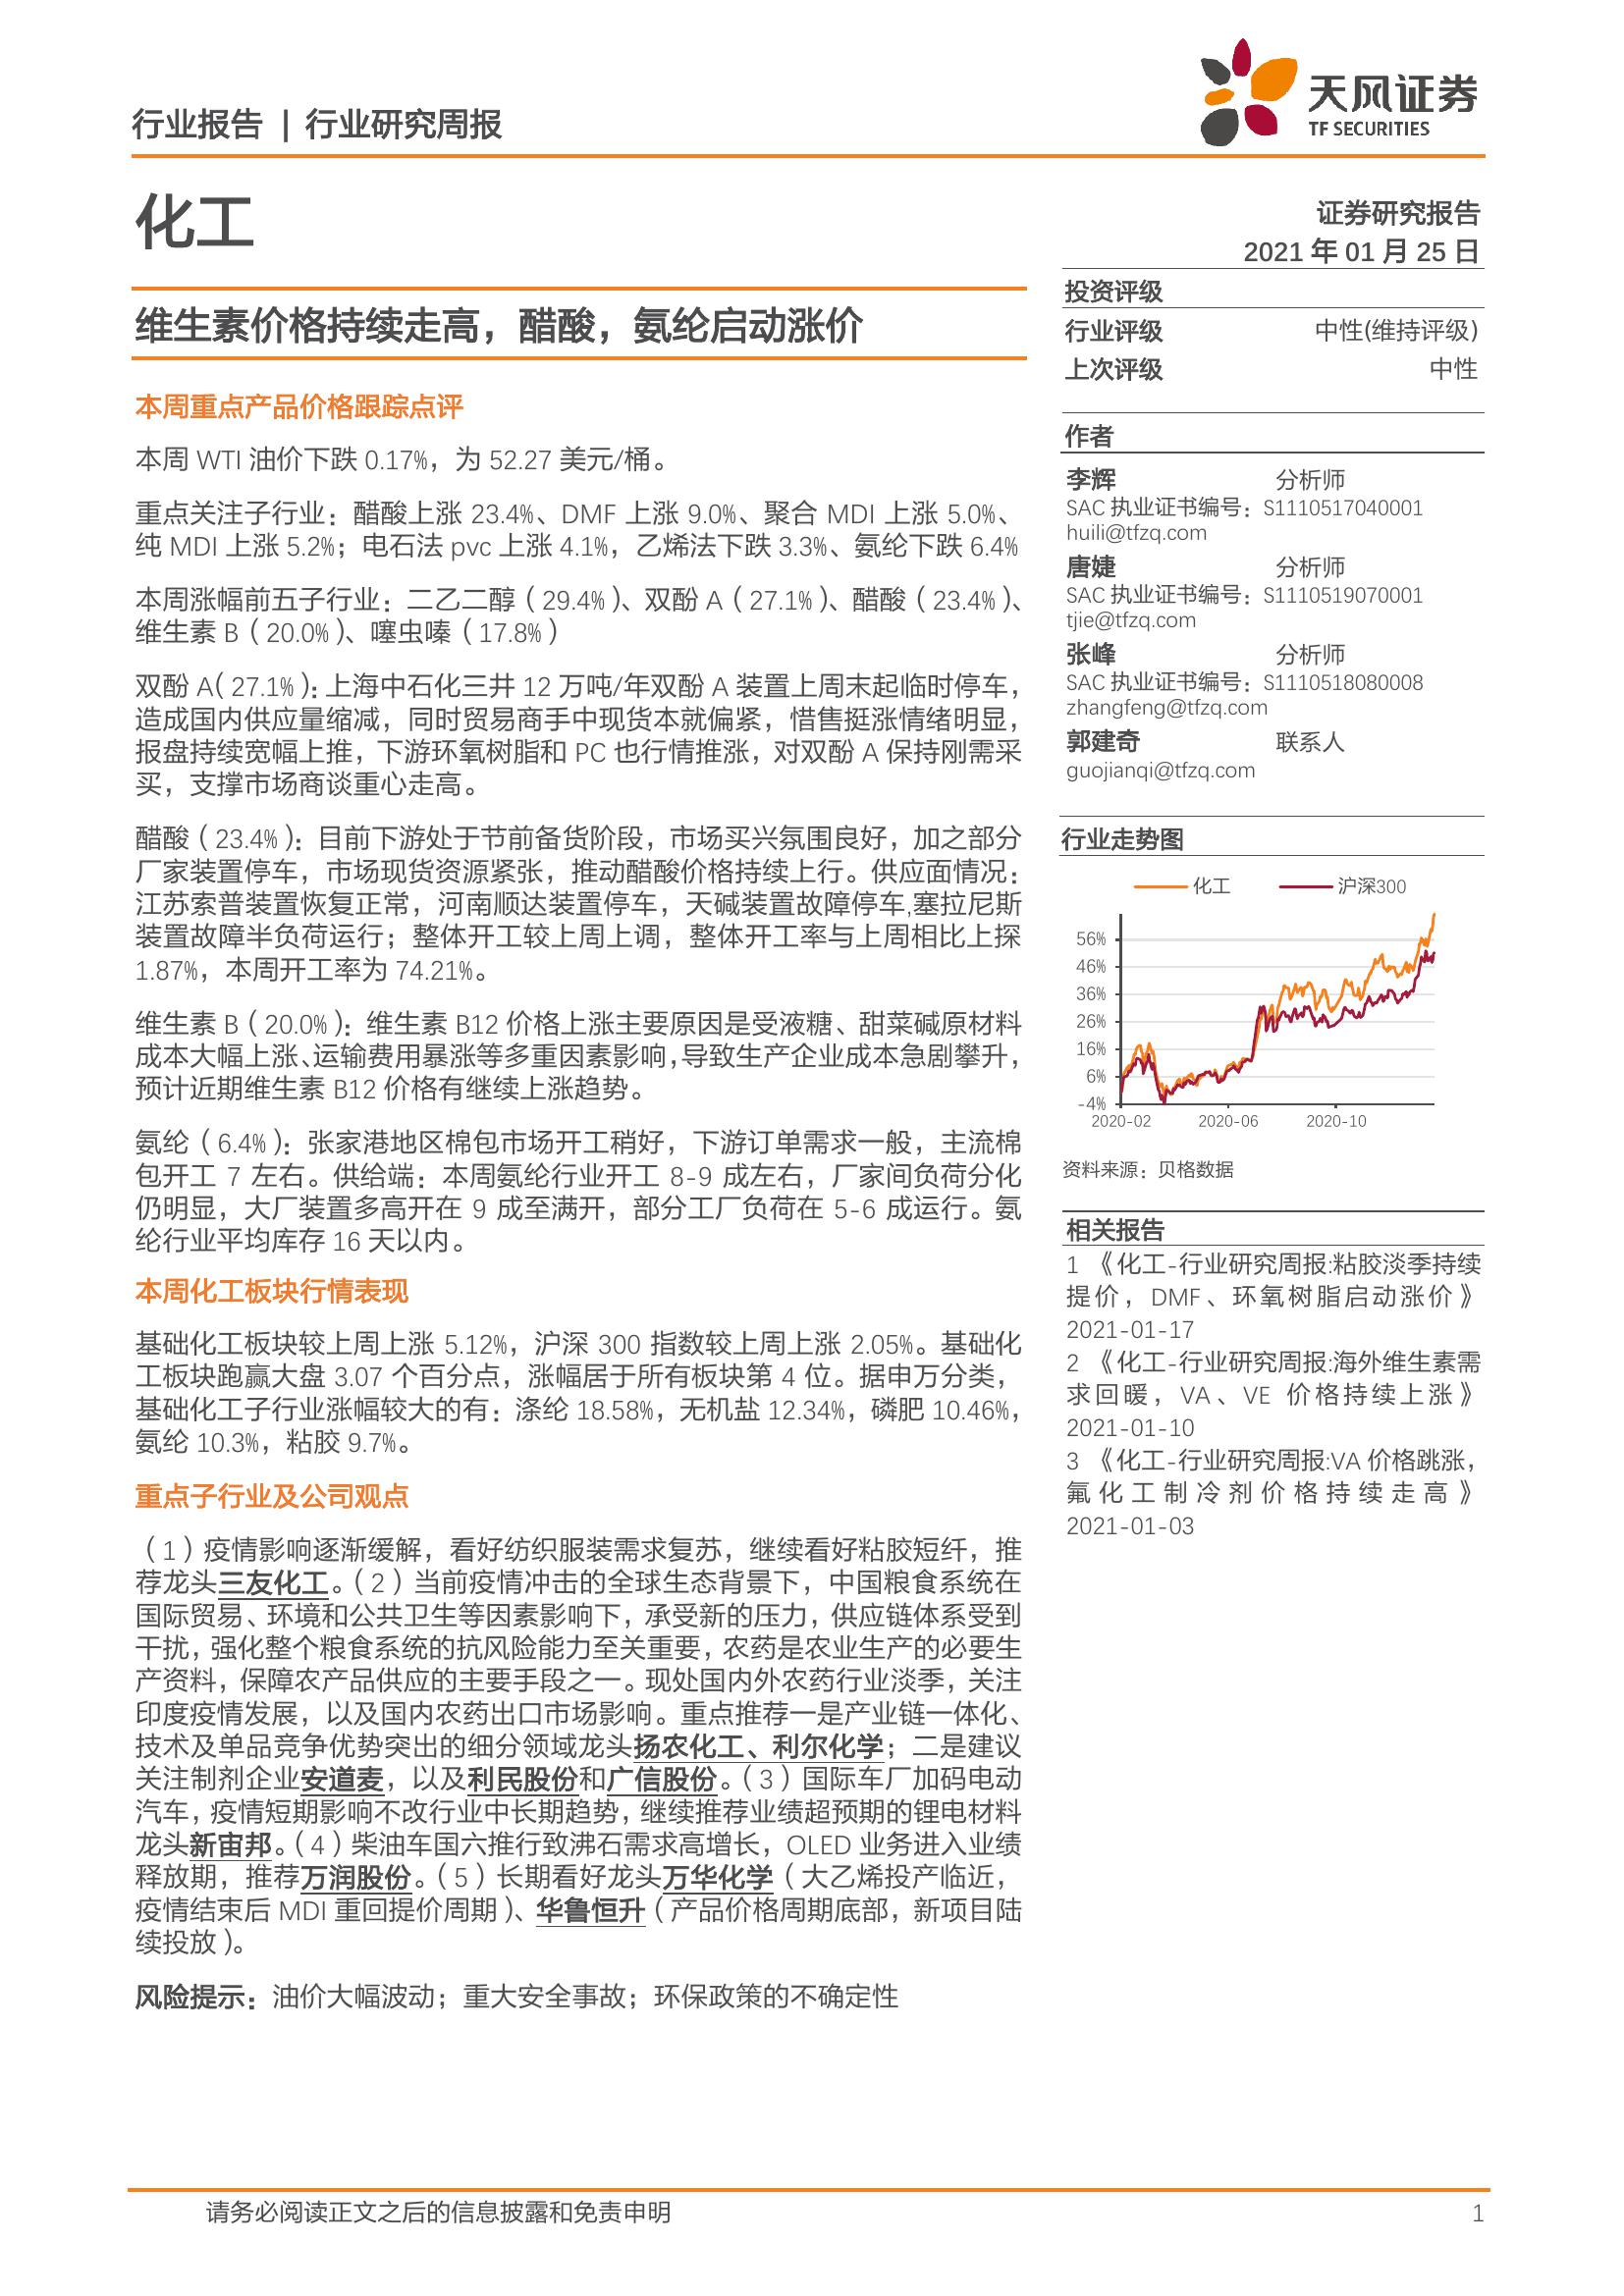 行业报告 | 行业研究周报
天风证券
TF SECURITIES
化工
证券研究报告
2021 年 01 月 25 日
维生素价格持续走高，醋酸，氨纶启动涨价
本周重点产品价格跟踪点评
本周 WTI 油价下跌 0.17%，为 52.27 美元/桶。
重点关注子行业：醋酸上涨 23.4%、DMF 上涨 9.0%、聚合 MDI 上涨 5.0%、
纯 MDI 上涨 5.2%；电石法 pvc 上涨 4.1%，乙烯法下跌 3.3%、氨纶下跌 6.4%
本周涨幅前五子行业：二乙二醇（29.4%）、双酚 A（27.1%）、醋酸（23.4%）、
维生素 B（20.0%）、噻虫嗪（17.8%）
双酚 A（27.1%）：上海中石化三井 12 万吨/年双酚 A 装置上周末起临时停车，
造成国内供应量缩减，同时贸易商手中现货本就偏紧，惜售挺涨情绪明显，
报盘持续宽幅上推，下游环氧树脂和 PC 也行情推涨，对双酚 A 保持刚需采
买，支撑市场商谈重心走高。
醋酸（23.4%）：目前下游处于节前备货阶段，市场买兴氛围良好，加之部分
厂家装置停车，市场现货资源紧张，推动醋酸价格持续上行。供应面情况：
江苏索普装置恢复正常，河南顺达装置停车，天碱装置故障停车,塞拉尼斯
装置故障半负荷运行；整体开工较上周上调，整体开工率与上周相比上探
1.87%，本周开工率为 74.21%。
维生素 B（20.0%）：维生素 B12 价格上涨主要原因是受液糖、甜菜碱原材料
成本大幅上涨、运输费用暴涨等多重因素影响，导致生产企业成本急剧攀升，
预计近期维生素 B12 价格有继续上涨趋势。
氨纶（6.4%）：张家港地区棉包市场开工稍好，下游订单需求一般，主流棉
包开工 7 左右。供给端：本周氨纶行业开工 8-9 成左右，厂家间负荷分化
仍明显，大厂装置多高开在 9 成至满开，部分工厂负荷在 5-6 成运行。氨
纶行业平均库存 16 天以内。
本周化工板块行情表现
基础化工板块较上周上涨 5.12%，沪深 300 指数较上周上涨 2.05%。基础化
工板块跑赢大盘 3.07 个百分点，涨幅居于所有板块第 4 位。据申万分类，
基础化工子行业涨幅较大的有：涤纶 18.58%，无机盐 12.34%，磷肥 10.46%，
氨纶 10.3%，粘胶 9.7%。
重点子行业及公司观点
（1）疫情影响逐渐缓解，看好纺织服装需求复苏，继续看好粘胶短纤，推
荐龙头三友化工。（2）当前疫情冲击的全球生态背景下，中国粮食系统在
国际贸易、环境和公共卫生等因素影响下，承受新的压力，供应链体系受到
干扰，强化整个粮食系统的抗风险能力至关重要，农药是农业生产的必要生
产资料，保障农产品供应的主要手段之一。现处国内外农药行业淡季，关注
印度疫情发展，以及国内农药出口市场影响。重点推荐一是产业链一体化、
技术及单品竞争优势突出的细分领域龙头扬农化工、利尔化学；二是建议
关注制剂企业安道麦，以及利民股份和广信股份。（3）国际车厂加码电动
汽车，疫情短期影响不改行业中长期趋势，继续推荐业绩超预期的锂电材料
龙头新宙邦。（4）柴油车国六推行致沸石需求高增长，OLED 业务进入业绩
释放期，推荐万润股份。（5）长期看好龙头万华化学（大乙烯投产临近，
疫情结束后 MDI 重回提价周期）、华鲁恒升（产品价格周期底部，新项目陆
续投放）。
风险提示：油价大幅波动；重大安全事故；环保政策的不确定性
投资评级
行业评级 中性(维持评级)
上次评级 中性
作者
李辉 分析师
SAC 执业证书编号：S1110517040001
huili@tfzq.com
唐婕 分析师
SAC 执业证书编号：S1110519070001
tjie@tfzq.com
张峰 分析师
SAC 执业证书编号：S1110518080008
zhangfeng@tfzq.com
郭建奇 联系人
guojianqi@tfzq.com
行业走势图
化工 沪深300
56%
46%
36%
26%
16%
6%
-4%
2020-02 2020-06 2020-10
资料来源：贝格数据
相关报告
1 《化工-行业研究周报:粘胶淡季持续
提价，DMF、环氧树脂启动涨价》
2021-01-17
2 《化工-行业研究周报:海外维生素需
求回暖，VA、VE 价格持续上涨》
2021-01-10
3 《化工-行业研究周报:VA 价格跳涨，
氟化工制冷剂价格持续走高》
2021-01-03
请务必阅读正文之后的信息披露和免责申明 1